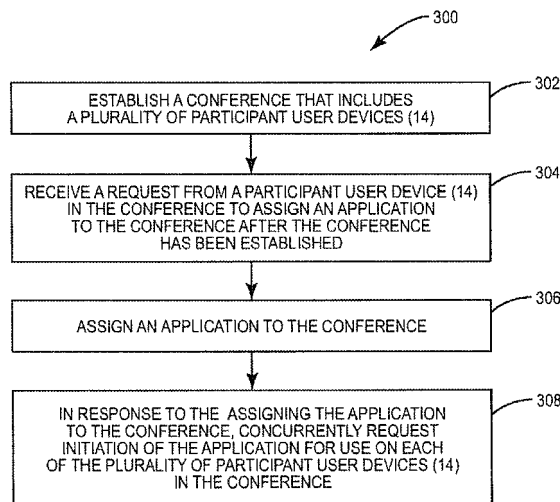 300
302
ESTABLISH A CONFERENCE THAT INCLUDES
A PLURALITY OF PARTICIPANT USER DEVICES (14)
304
RECEIVE A REQUEST FROM A PARTICIPANT USER DEVICE (14)
IN THE CONFERENCE TO ASSIGN AN APPLICATION
TO THE CONFERENCE AFTER THE CONFERENCE
HAS BEEN ESTABLISHED
306
ASSIGN AN APPLICATION TO THE CONFERENCE
308
IN RESPONSE TO THE ASSIGNING THE APPLICATION
TO THE CONFERENCE, CONCURRENTLY REQUEST
INITIATION OF THE APPLICATION FOR USE ON EACH
OF THE PLURALITY OF PARTICIPANT USER DEVICES (14)
IN THE CONFERENCE